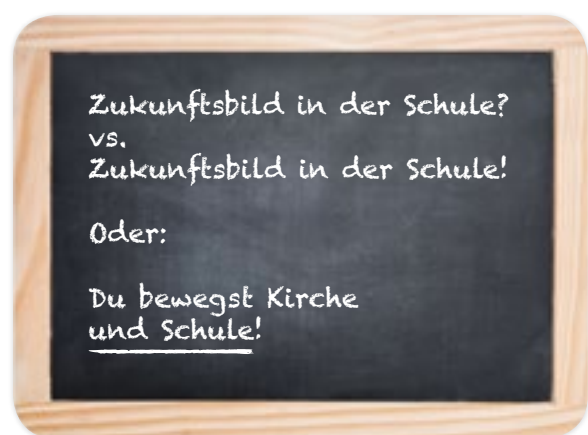 Zukunftsbild in der Schule?
vs.
Zukunftsbild in der Schule!
Oder:
Du bewegst Kirche
und Schule!